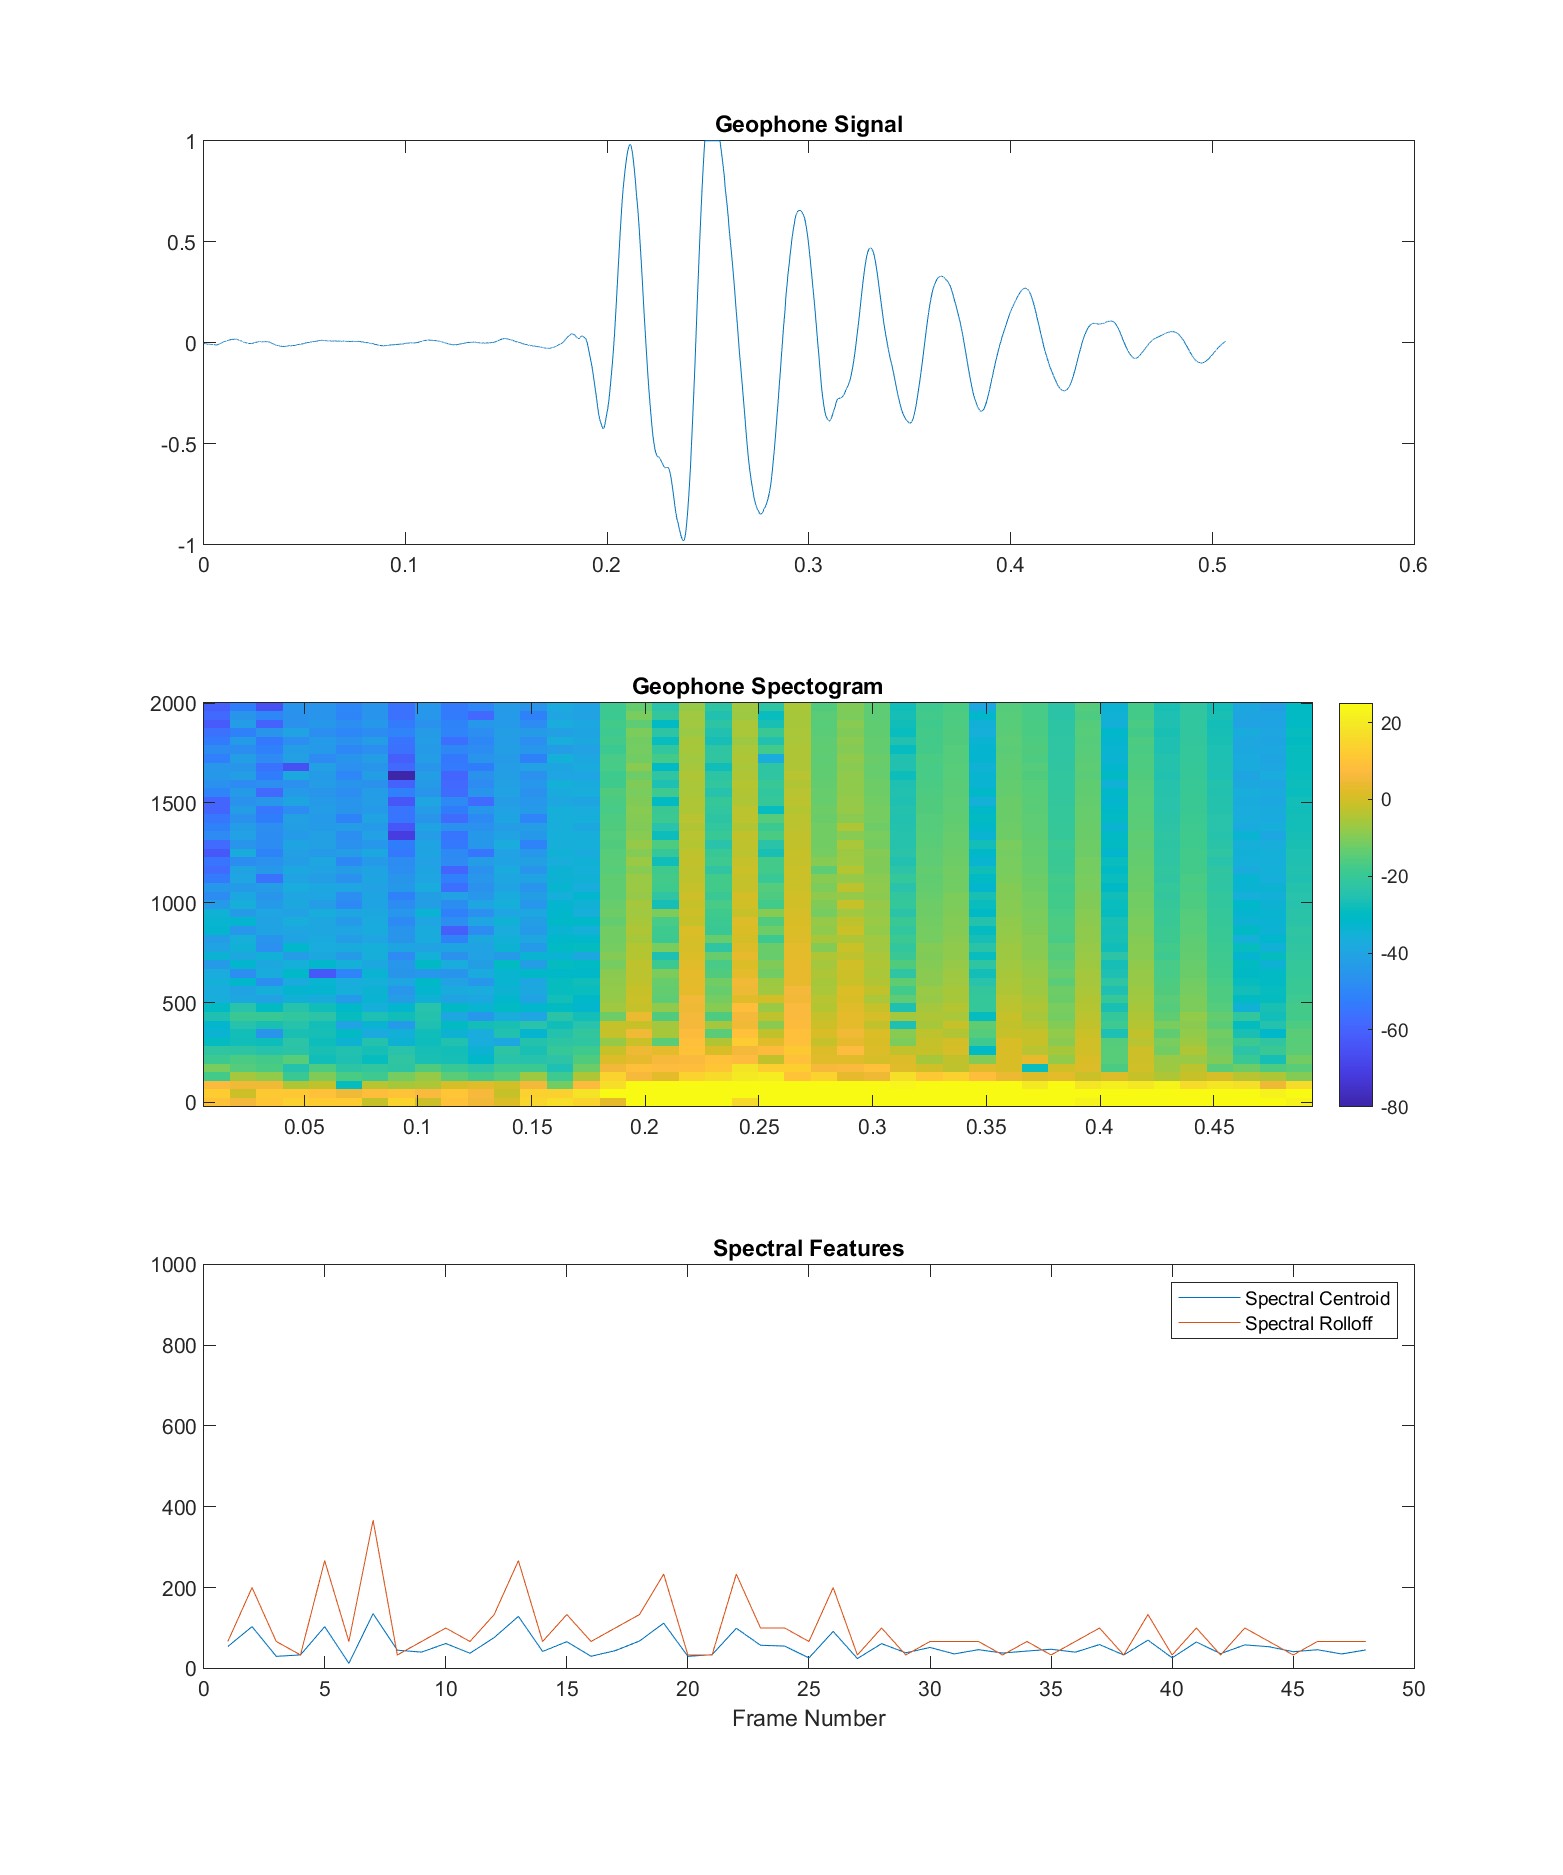 Geophone Signal
1
0.5
0
-0.5
-1
0 0.1 0.2 0.3 0.4 0.5 0.6
Geophone Spectogram
2000
1500
1000
500
0
20
0
-20
-40
-60
-80
0.05 0.1 0.15 0.2 0.25 0.3 0.35 0.4 0.45
Spectral Features
1000
800
600
400
200
0
Spectral Centroid
Spectral Rolloff
0 5 10 15 20 25 30 35 40 45 50
Frame Number